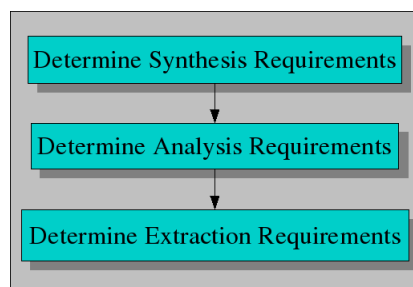 Determine Synthesis Requirements
Determine Analysis Requirements
Determine Extraction Requirements